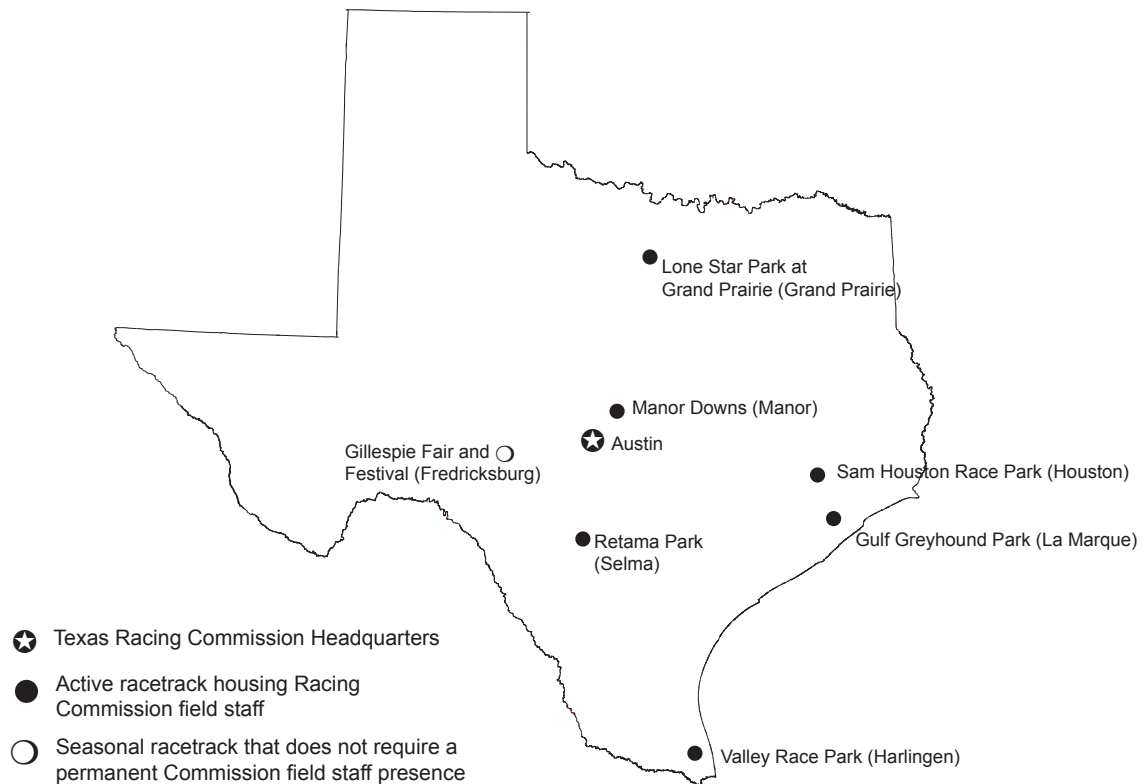 Lone Star Park at
Grand Prairie (Grand Prairie)
Manor Downs (Manor)
Austin
Gillespie Fair and
Festival (Fredricksburg)
Sam Houston Race Park (Houston)
Gulf Greyhound Park (La Marque)
Retama Park
(Selma)
Texas Racing Commission Headquarters
Active racetrack housing Racing
Commission field staff
Seasonal racetrack that does not require a
permanent Commission field staff presence
Valley Race Park (Harlingen)